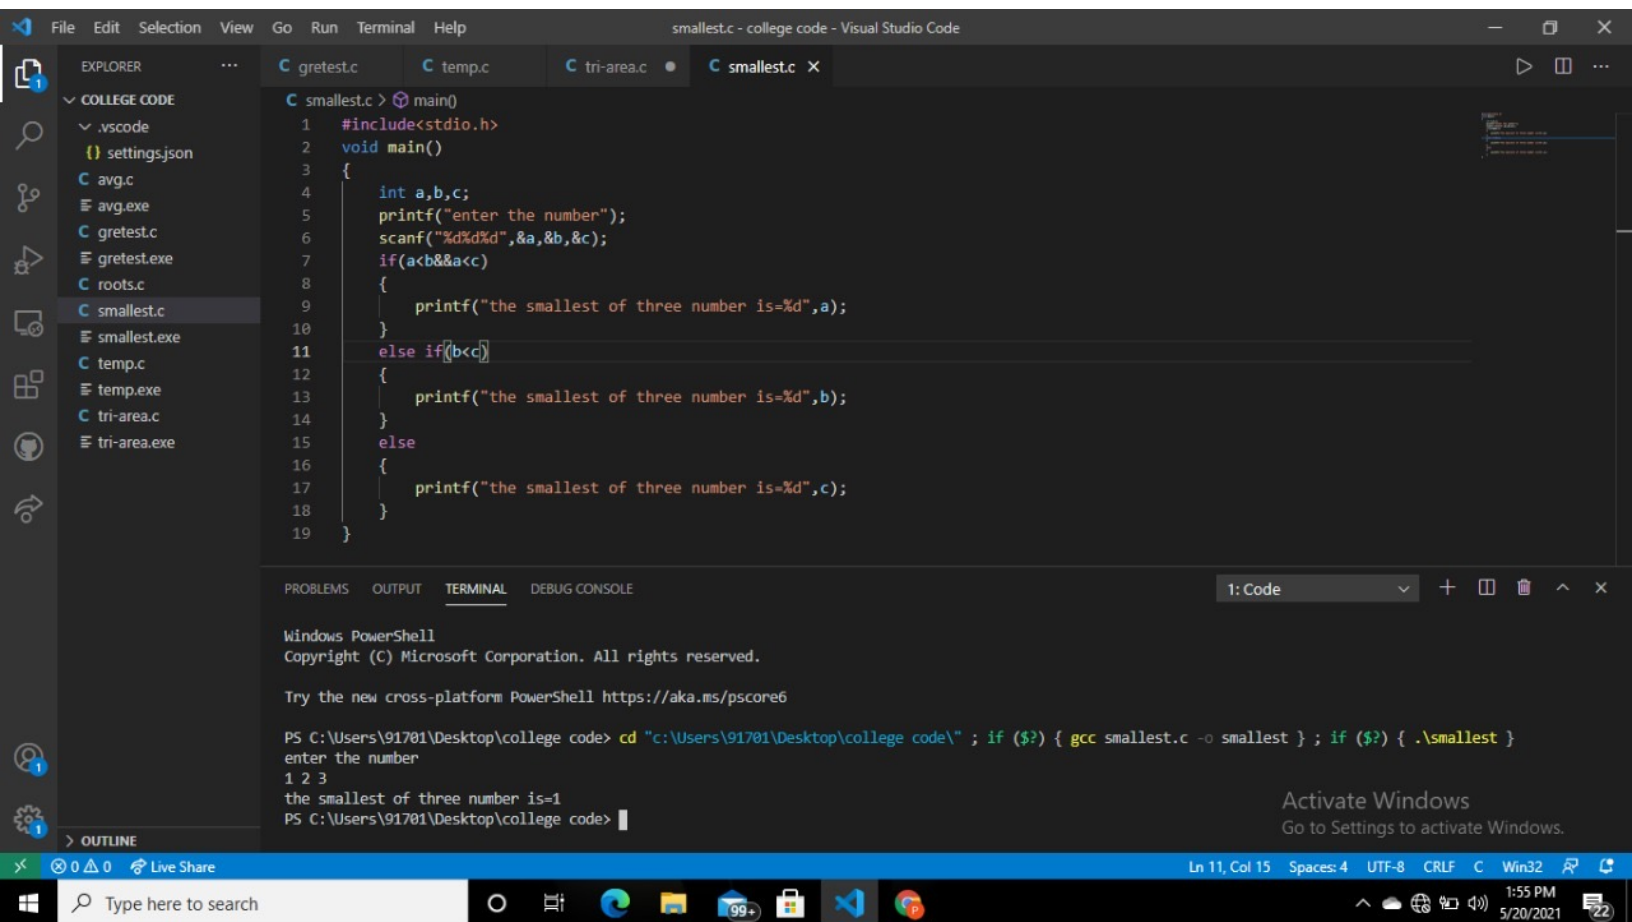 File Edit Selection View Go Run Terminal Help smallest.c - college code - Visual Studio Code
EXPLORER ...
gretest.c temp.c tri-area.c smallest.c
COLLEGE CODE
smallest.c > main()
.vscode
{} settings.json
C avg.c
avg.exe
C gretest.c
gretest.exe
C roots.c
C smallest.c
smallest.exe
C temp.c
temp.exe
C tri-area.c
tri-area.exe
1 #include<stdio.h>
2 void main()
3 {
4 int a,b,c;
5 printf("enter the number");
6 scanf("%d%d%d",&a,&b,&c);
7 if(a<b&&a<c)
8 {
9 printf("the smallest of three number is=%d",a);
10 }
11 else if(b<c)
12 {
13 printf("the smallest of three number is=%d",b);
14 }
15 else
16 {
17 printf("the smallest of three number is=%d",c);
18 }
19 }
PROBLEMS OUTPUT TERMINAL DEBUG CONSOLE 1: Code
Windows PowerShell
Copyright (C) Microsoft Corporation. All rights reserved.
Try the new cross-platform PowerShell https://aka.ms/pscore6
PS C:\Users\91701\Desktop\college code> cd "c:\Users\91701\Desktop\college code\" ; if ($?) { gcc smallest.c -o smallest } ; if ($?) { .\smallest }
enter the number
1 2 3
the smallest of three number is=1
PS C:\Users\91701\Desktop\college code>
Activate Windows
Go to Settings to activate Windows.
OUTLINE
0 0 Live Share Ln 11, Col 15 Spaces: 4 UTF-8 CRLF C Win32
Type here to search
99+
1:55 PM
5/20/2021
22